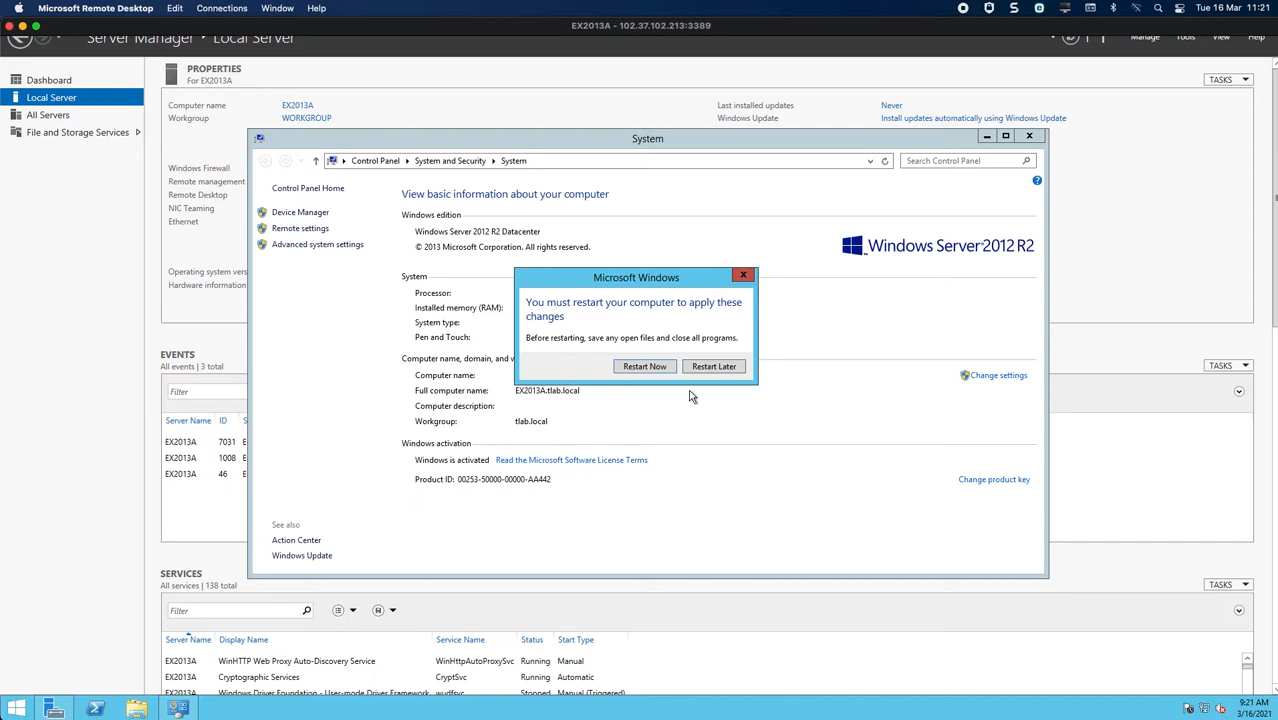 Microsoft Remote Desktop Edit Connections Window Help Tue 16 Mar 11:21
EX2013A - 102.37.102.213:3389
Server Manager · Local Server Manage Tools View Help
Dashboard
Local Server
All Servers
File and Storage Services
PROPERTIES
For EX2013A
TASKS
Computer name EX2013A Last installed updates Never
Workgroup WORKGROUP Windows Update Install updates automatically using Windows Update
Windows Firewall
Remote management
Remote Desktop
NIC Teaming
Ethernet
Operating system vers
Hardware information
System
Control Panel System and Security System Search Control Panel
Control Panel Home
Device Manager
Remote settings
Advanced system settings
View basic information about your computer
Windows edition
Windows Server 2012 R2 Datacenter
© 2013 Microsoft Corporation. All rights reserved.
Windows Server 2012 R2
System
Processor:
Installed memory (RAM):
System type:
Pen and Touch:
Microsoft Windows
You must restart your computer to apply these
changes
Before restarting, save any open files and close all programs.
Restart Now Restart Later
Computer name, domain, and w
Computer name:
Change settings
Full computer name: EX2013A.tlab.local
Computer description:
Workgroup: tlab.local
Windows activation
Windows is activated Read the Microsoft Software License Terms
Product ID: 00253-50000-00000-AA442 Change product key
See also
Action Center
Windows Update
EVENTS
All events | 3 total
TASKS
Filter
Server Name ID S
EX2013A 7031 E
EX2013A 1008 E
EX2013A 46 E
SERVICES
All services | 138 total
TASKS
Filter
Server Name Display Name Service Name Status Start Type
EX2013A WinHTTP Web Proxy Auto-Discovery Service WinHttpAutoProxySvc Running Manual
EX2013A Cryptographic Services CryptSvc Running Automatic
EX2013A Windows Driver Foundation - User-mode Driver Framework wudfsvc Stopped Manual (Triggered)
9:21 AM
3/16/2021